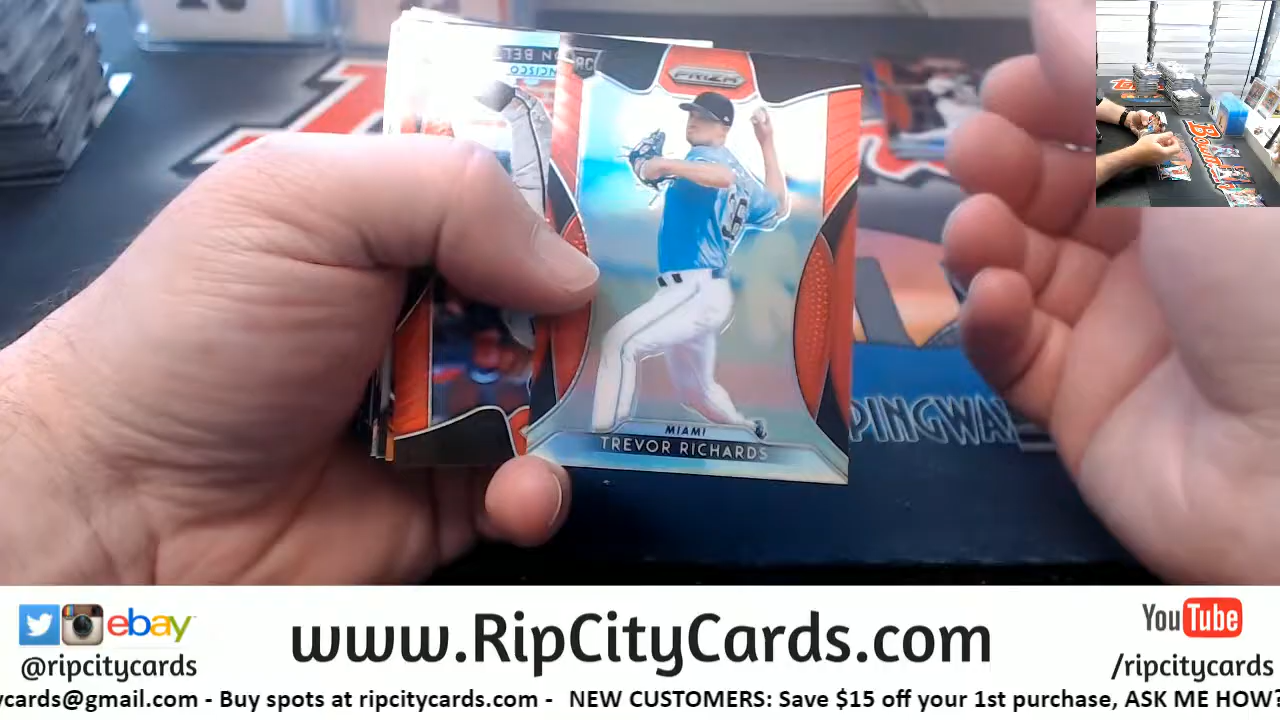 PRIZM
RC
MIAMI
TREVOR RICHARDS
ebay
www.RipCityCards.com
YouTube
@ripcitycards
/ripcitycards
ycards@gmail.com - Buy spots at ripcitycards.com - NEW CUSTOMERS: Save $15 off your 1st purchase, ASK ME HOW?